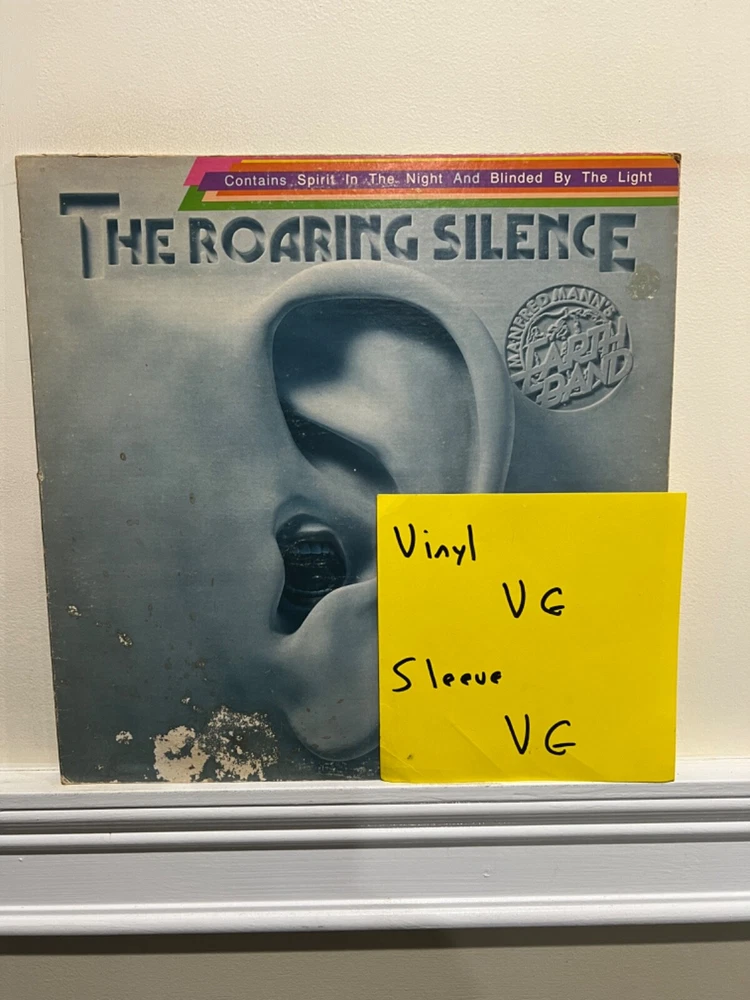 Contains Spirit In The Night And Blinded By The Light
THE ROARING SILENCE
MANFRED MANN'S
EARTH
BAND
Vinyl
VG
Sleeve
VG